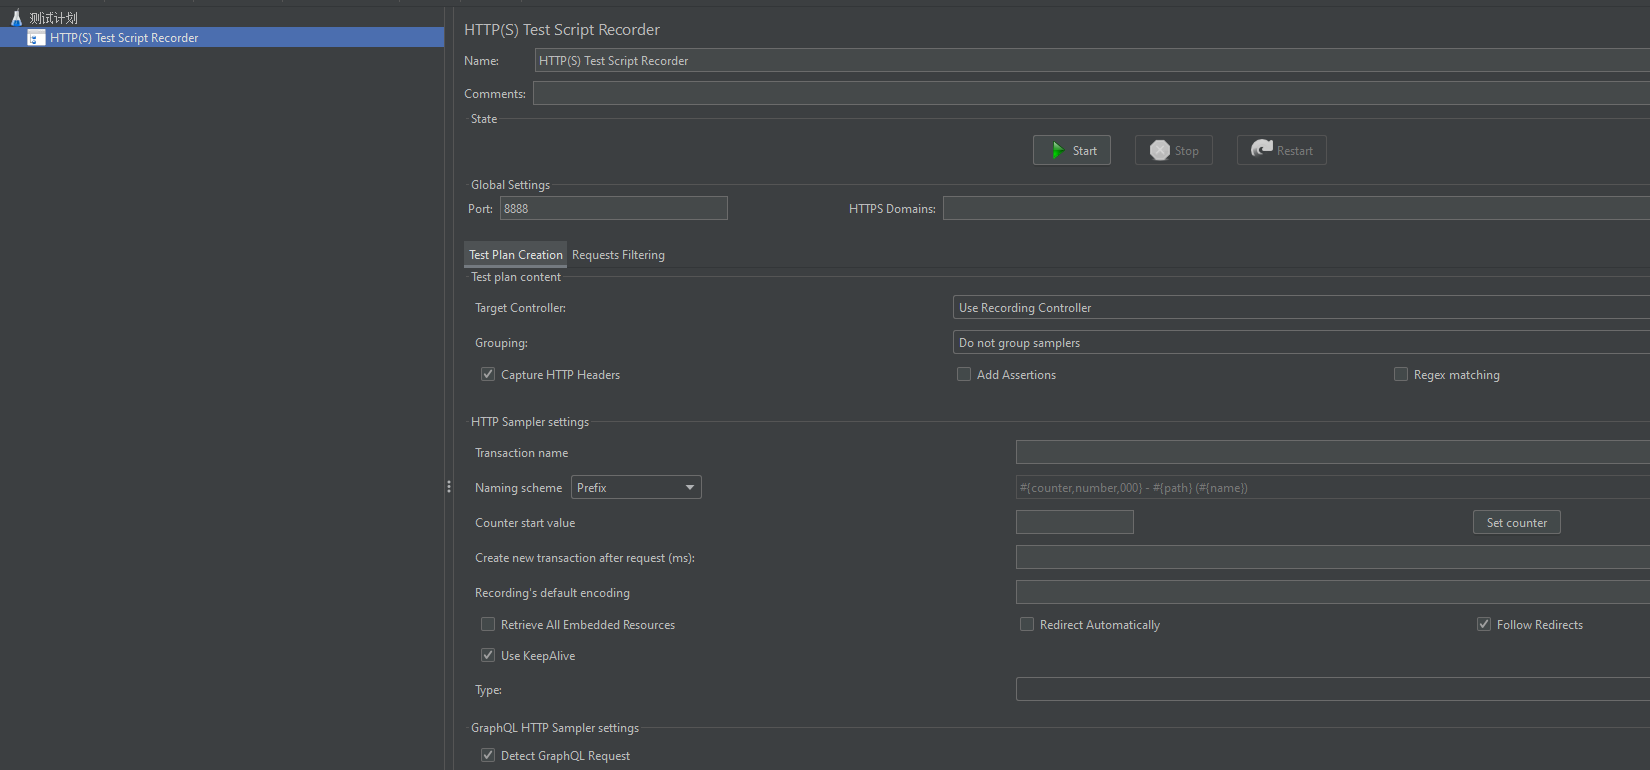 测试计划
HTTP(S) Test Script Recorder
HTTP(S) Test Script Recorder
Name: HTTP(S) Test Script Recorder
Comments:
State
Start Stop Restart
Global Settings
Port: 8888 HTTPS Domains:
Test Plan Creation Requests Filtering
Test plan content
Target Controller: Use Recording Controller
Grouping: Do not group samplers
Capture HTTP Headers Add Assertions Regex matching
HTTP Sampler settings
Transaction name
Naming scheme Prefix #{counter,number,000} - #{path} (#{name})
Counter start value Set counter
Create new transaction after request (ms):
Recording's default encoding
Retrieve All Embedded Resources Redirect Automatically Follow Redirects
Use KeepAlive
Type:
GraphQL HTTP Sampler settings
Detect GraphQL Request